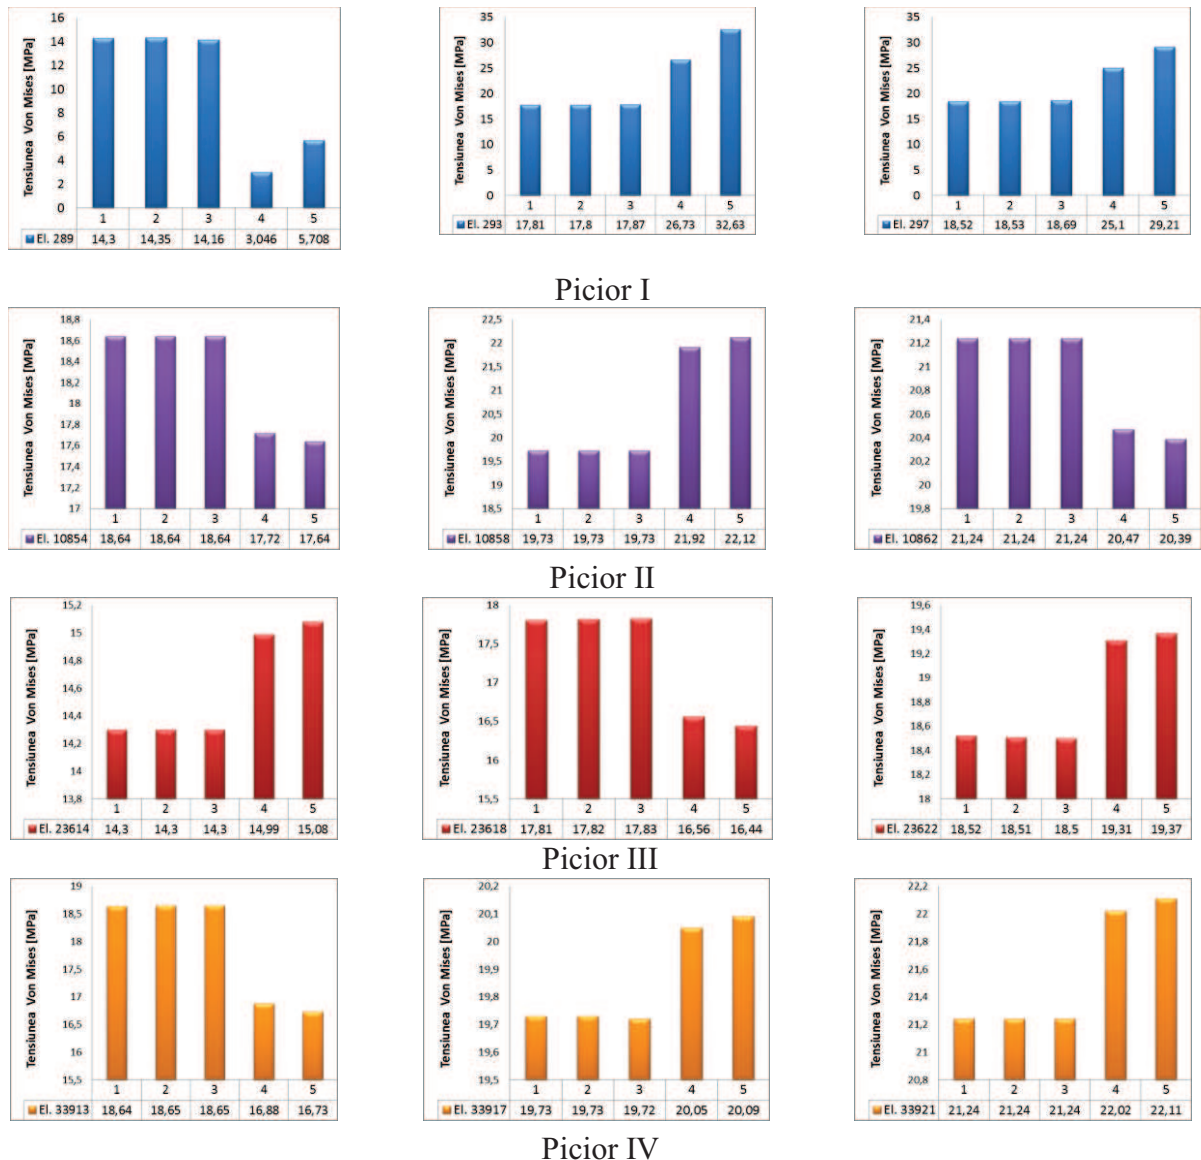 Tensiunea Von Mises [MPa]
16
14
12
10
8
6
4
2
0
1 2 3 4 5
El. 289 14,3 14,35 14,16 3,046 5,708
Tensiunea Von Mises [MPa]
35
30
25
20
15
10
5
0
1 2 3 4 5
El. 293 17,81 17,8 17,87 26,73 32,63
Tensiunea Von Mises [MPa]
35
30
25
20
15
10
5
0
1 2 3 4 5
El. 297 18,52 18,53 18,69 25,1 29,21
Picior I
Tensiunea Von Mises [MPa]
18,8
18,6
18,4
18,2
18
17,8
17,6
17,4
17,2
17
1 2 3 4 5
El. 10854 18,64 18,64 18,64 17,72 17,64
Tensiunea Von Mises [MPa]
22,5
22
21,5
21
20,5
20
19,5
19
18,5
1 2 3 4 5
El. 10858 19,73 19,73 19,73 21,92 22,12
Tensiunea Von Mises [MPa]
21,4
21,2
21
20,8
20,6
20,4
20,2
20
19,8
1 2 3 4 5
El. 10862 21,24 21,24 21,24 20,47 20,39
Picior II
Tensiunea Von Mises [MPa]
15,2
15
14,8
14,6
14,4
14,2
14
13,8
1 2 3 4 5
El. 23614 14,3 14,3 14,3 14,99 15,08
Tensiunea Von Mises [MPa]
18
17,5
17
16,5
16
15,5
1 2 3 4 5
El. 23618 17,81 17,82 17,83 16,56 16,44
Tensiunea Von Mises [MPa]
19,6
19,4
19,2
19
18,8
18,6
18,4
18,2
18
1 2 3 4 5
El. 23622 18,52 18,51 18,5 19,31 19,37
Picior III
Tensiunea Von Mises [MPa]
19
18,5
18
17,5
17
16,5
16
15,5
1 2 3 4 5
El. 33913 18,64 18,65 18,65 16,88 16,73
Tensiunea Von Mises [MPa]
20,2
20,1
20
19,9
19,8
19,7
19,6
19,5
1 2 3 4 5
El. 33917 19,73 19,73 19,72 20,05 20,09
Tensiunea Von Mises [MPa]
22,2
22
21,8
21,6
21,4
21,2
21
20,8
1 2 3 4 5
El. 33921 21,24 21,24 21,24 22,02 22,11
Picior IV